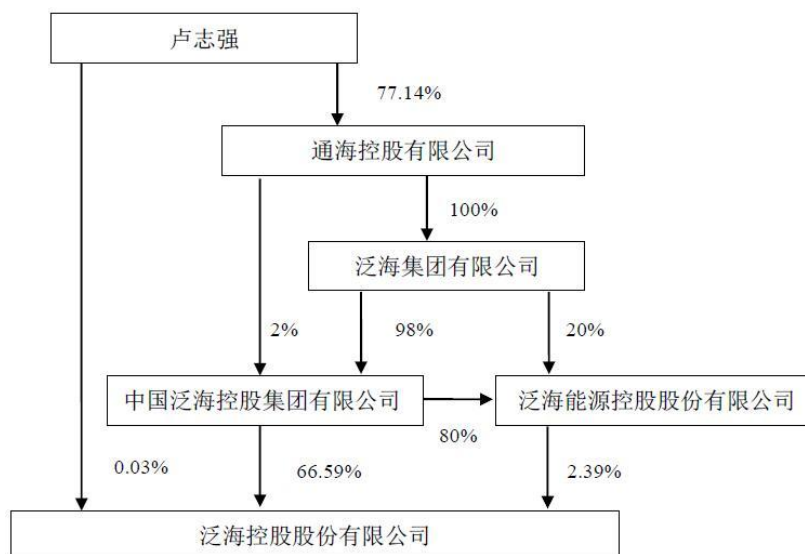 卢志强
77.14%
通海控股有限公司
100%
泛海集团有限公司
2%
98%
20%
中国泛海控股集团有限公司
泛海能源控股股份有限公司
80%
0.03%
66.59%
2.39%
泛海控股股份有限公司